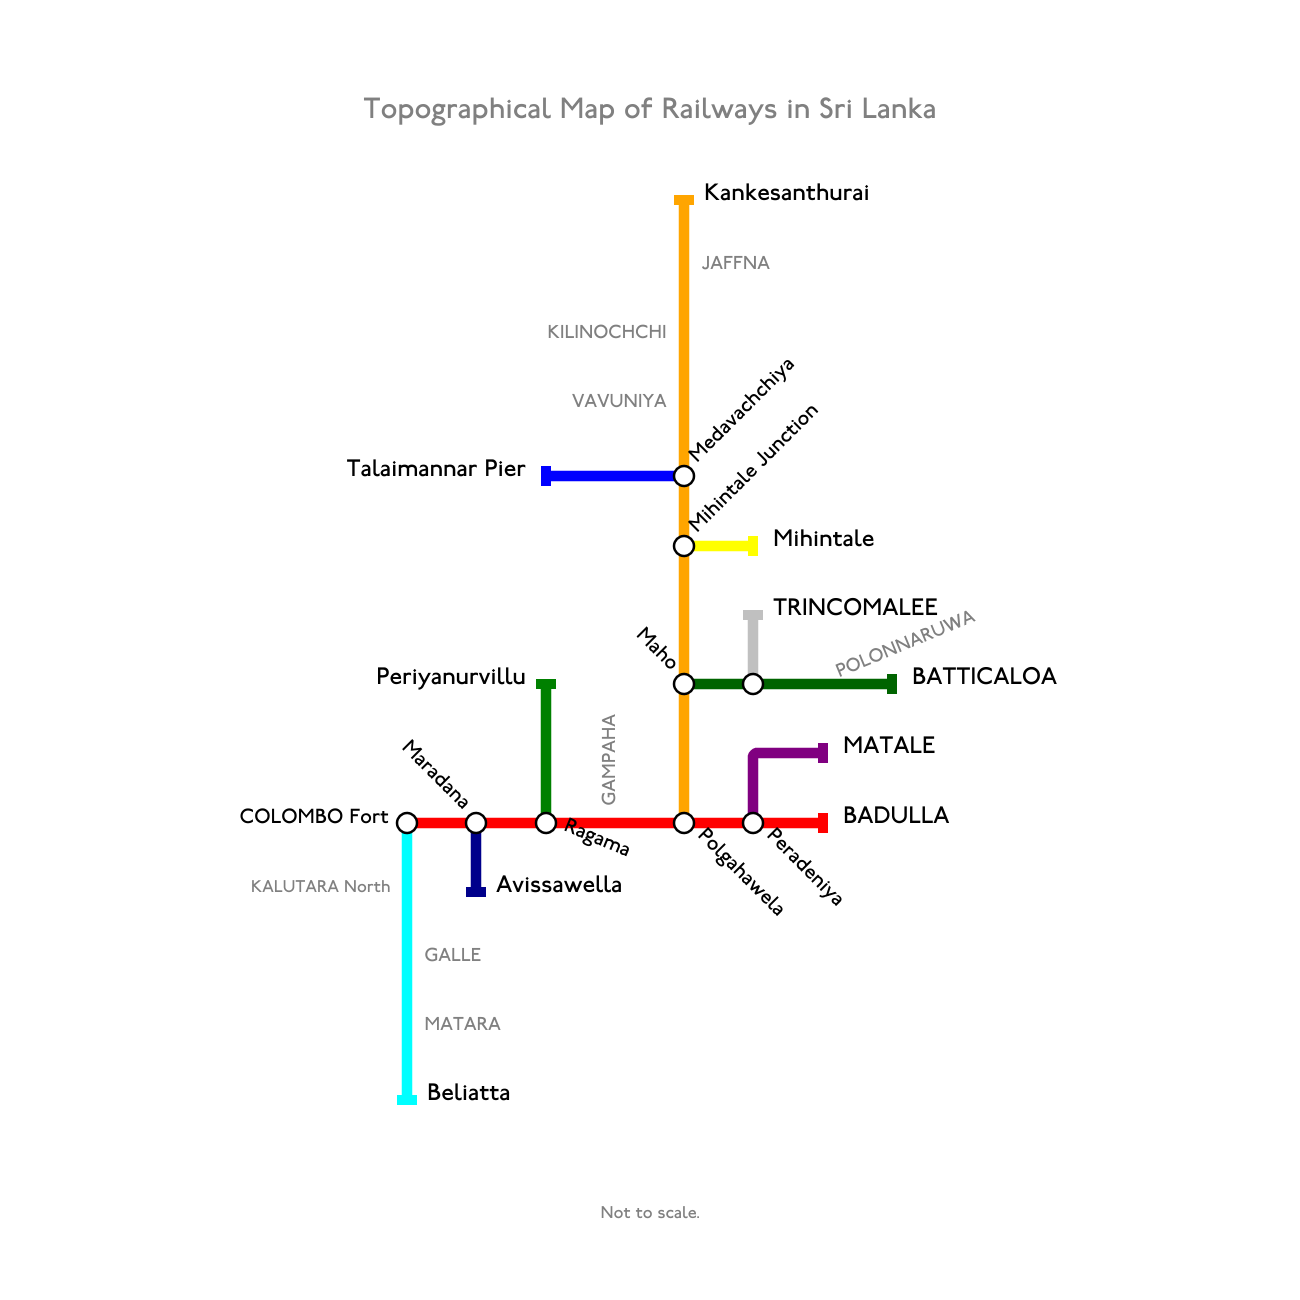 Topographical Map of Railways in Sri Lanka
Kankesanthurai
JAFFNA
KILINOCHCHI
VAVUNIYA
Medavachchiya
Talaimannar Pier
Mihintale Junction
Mihintale
TRINCOMALEE
POLONNARUWA
Maho
Periyanurvillu
BATTICALOA
GAMPAHA
MATALE
Maradana
COLOMBO Fort
Ragama
Polgahawela
Peradeniya
BADULLA
KALUTARA North
Avissawella
GALLE
MATARA
Beliatta
Not to scale.